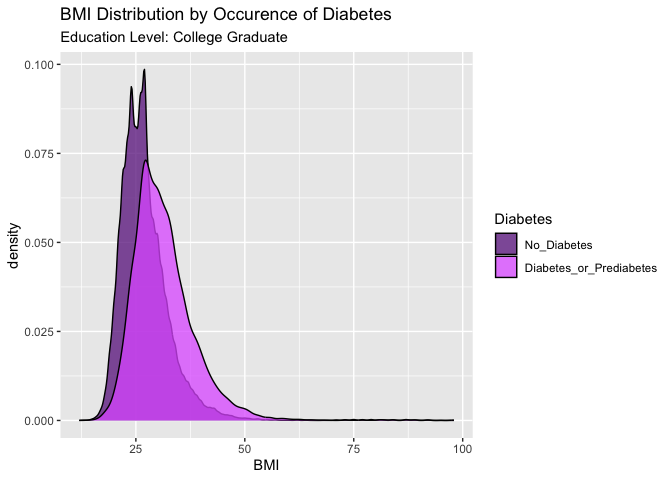 BMI Distribution by Occurence of Diabetes
Education Level: College Graduate
0.100
0.075
0.050
0.025
0.000
density
25
50
75
100
BMI
Diabetes
No_Diabetes
Diabetes_or_Prediabetes